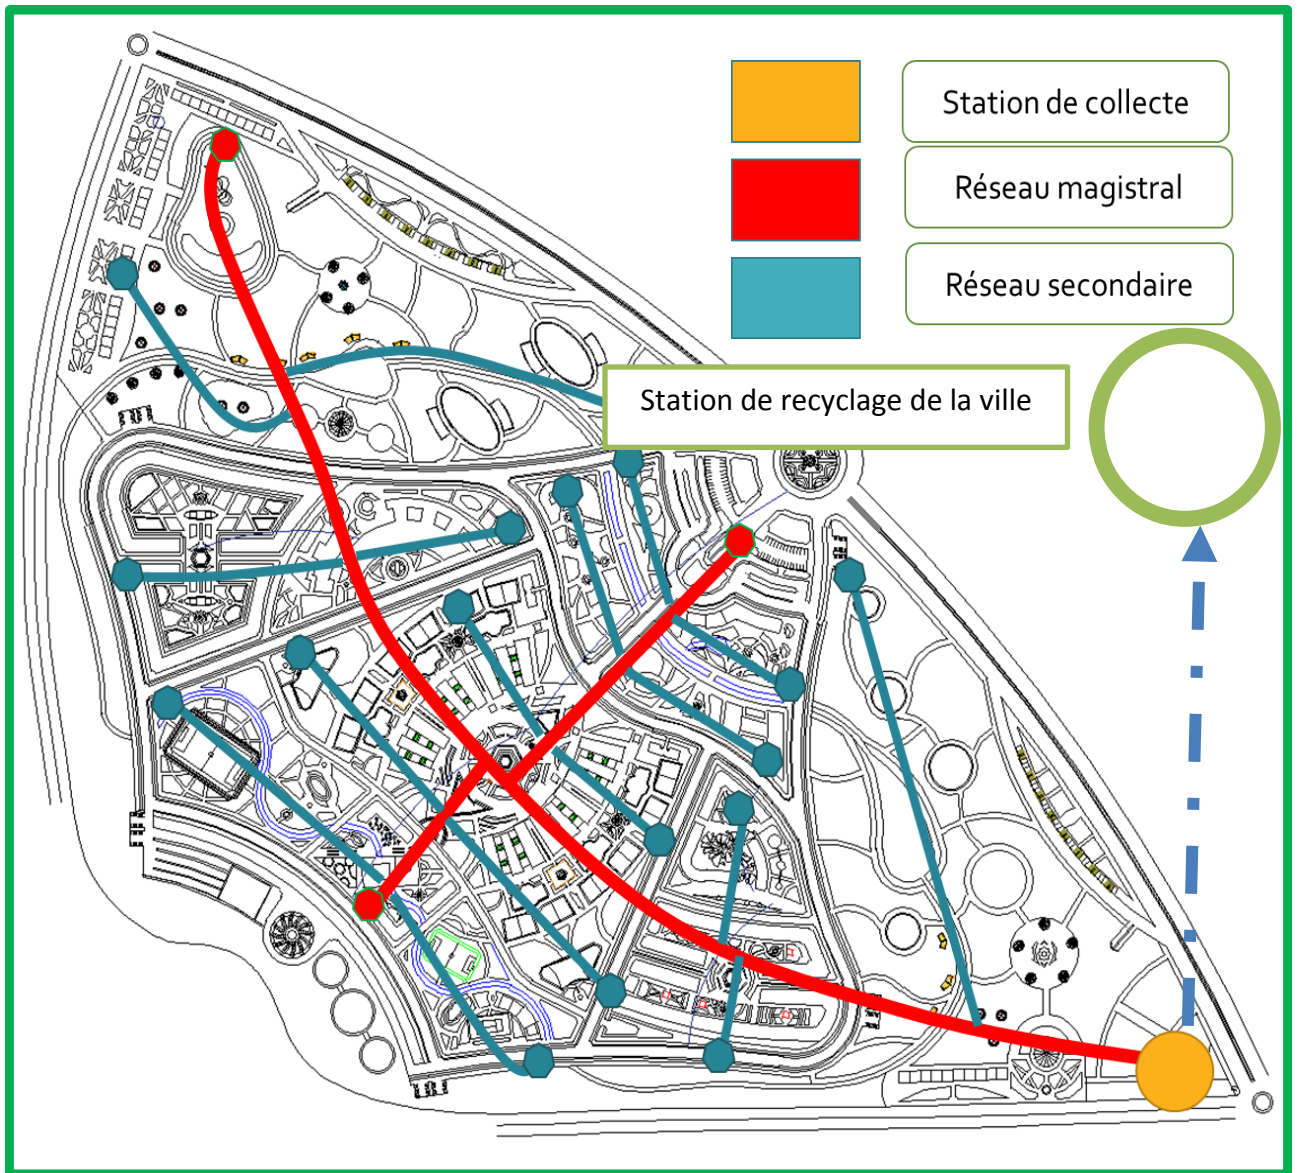 Station de collecte
Réseau magistral
Réseau secondaire
Station de recyclage de la ville